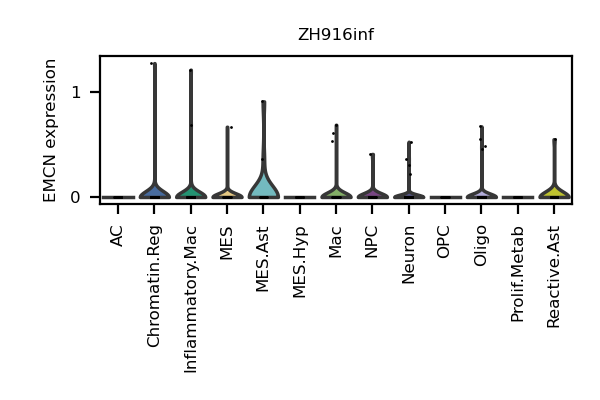 ZH916inf
EMCN expression
1
0
AC
Chromatin.Reg
Inflammatory.Mac
MES
MES.Ast
MES.Hyp
Mac
NPC
Neuron
OPC
Oligo
Prolif.Metab
Reactive.Ast